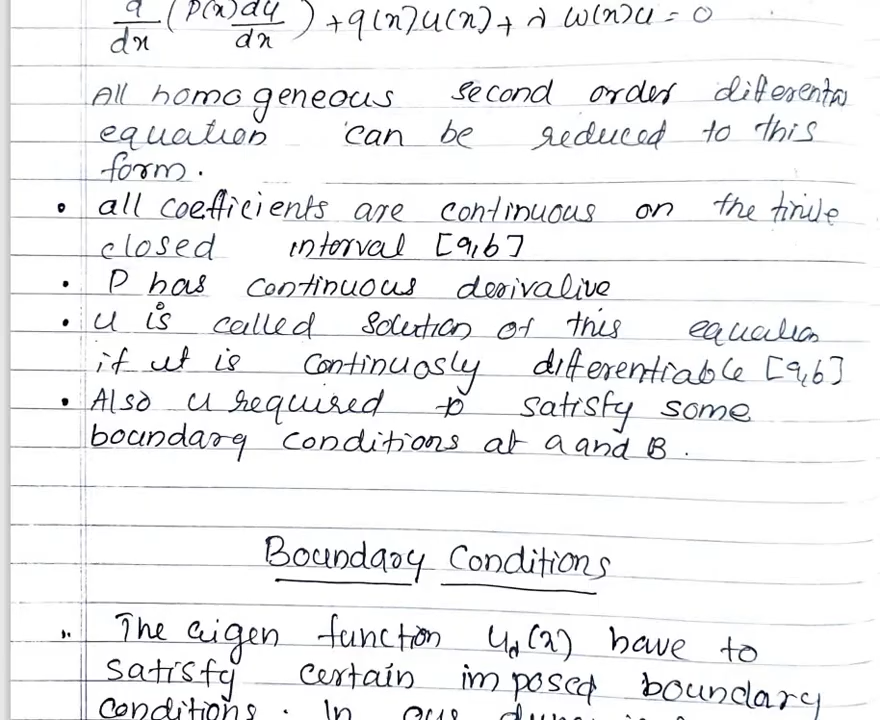 d/dx (P(x)du/dx) + q(x)u(x) + λ w(x)u = 0
All homogeneous second order differential
equation can be reduced to this
form.
• all coefficients are continuous on the finite
closed interval [a,b]
• P has continuous derivative
• u is called solution of this equation
if ut is continuosly differentiable [a,b]
• Also u required to satisfy some
boundary conditions at a and B.
Boundary Conditions
The eigen function u (x) have to
satisfy certain imposed boundary
conditions. In our